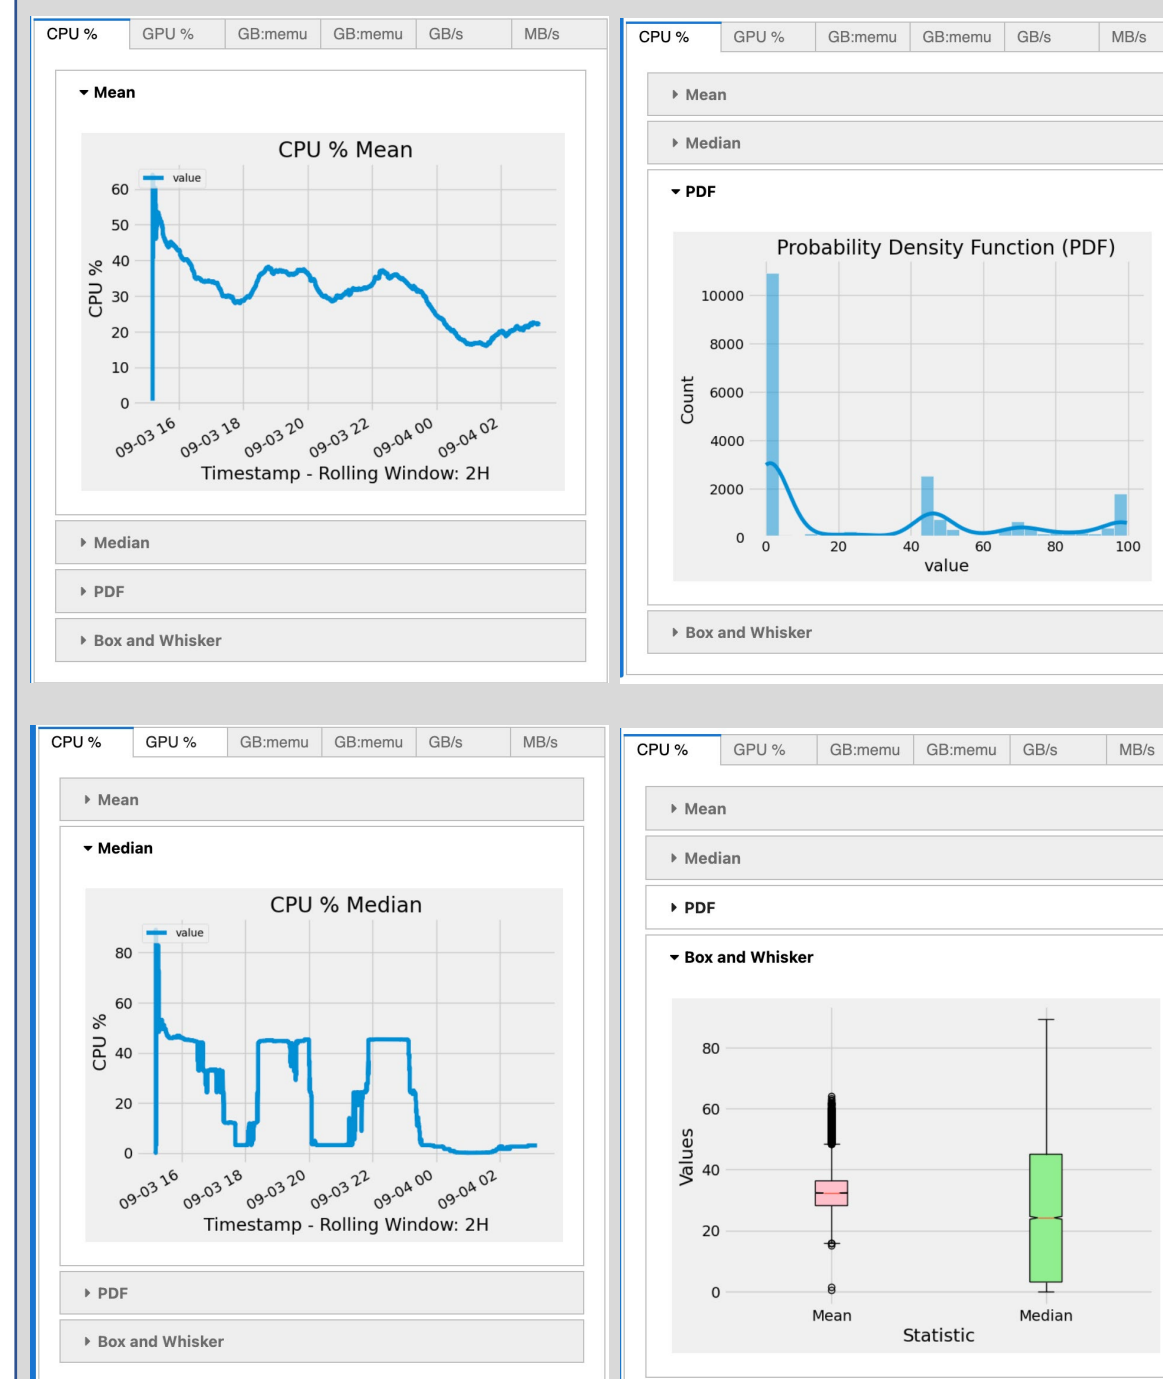 CPU % GPU % GB:memu GB:memu GB/s MB/s
Mean
CPU % Mean
value
60
50
40
30
20
10
0
CPU %
09-03 16 09-03 18 09-03 20 09-03 22 09-04 00 09-04 02
Timestamp - Rolling Window: 2H
Median
PDF
Box and Whisker
CPU % GPU % GB:memu GB:memu GB/s MB/s
Mean
Median
PDF
Probability Density Function (PDF)
10000
8000
6000
4000
2000
0
Count
0 20 40 60 80 100
value
Box and Whisker
CPU % GPU % GB:memu GB:memu GB/s MB/s
Mean
Median
CPU % Median
value
80
60
40
20
0
CPU %
09-03 16 09-03 18 09-03 20 09-03 22 09-04 00 09-04 02
Timestamp - Rolling Window: 2H
PDF
Box and Whisker
CPU % GPU % GB:memu GB:memu GB/s MB/s
Mean
Median
PDF
Box and Whisker
80
60
40
20
0
Values
Mean Median
Statistic